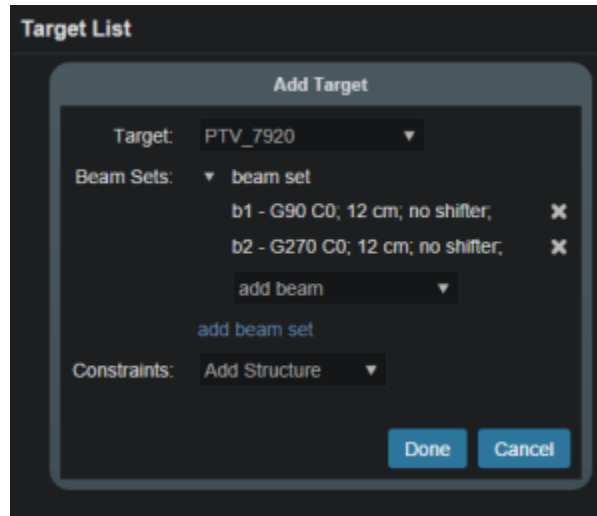 Target List
Add Target
Target: PTV_7920
Beam Sets: beam set
b1 - G90 C0; 12 cm; no shifter;
b2 - G270 C0; 12 cm; no shifter;
add beam
add beam set
Constraints: Add Structure
Done Cancel